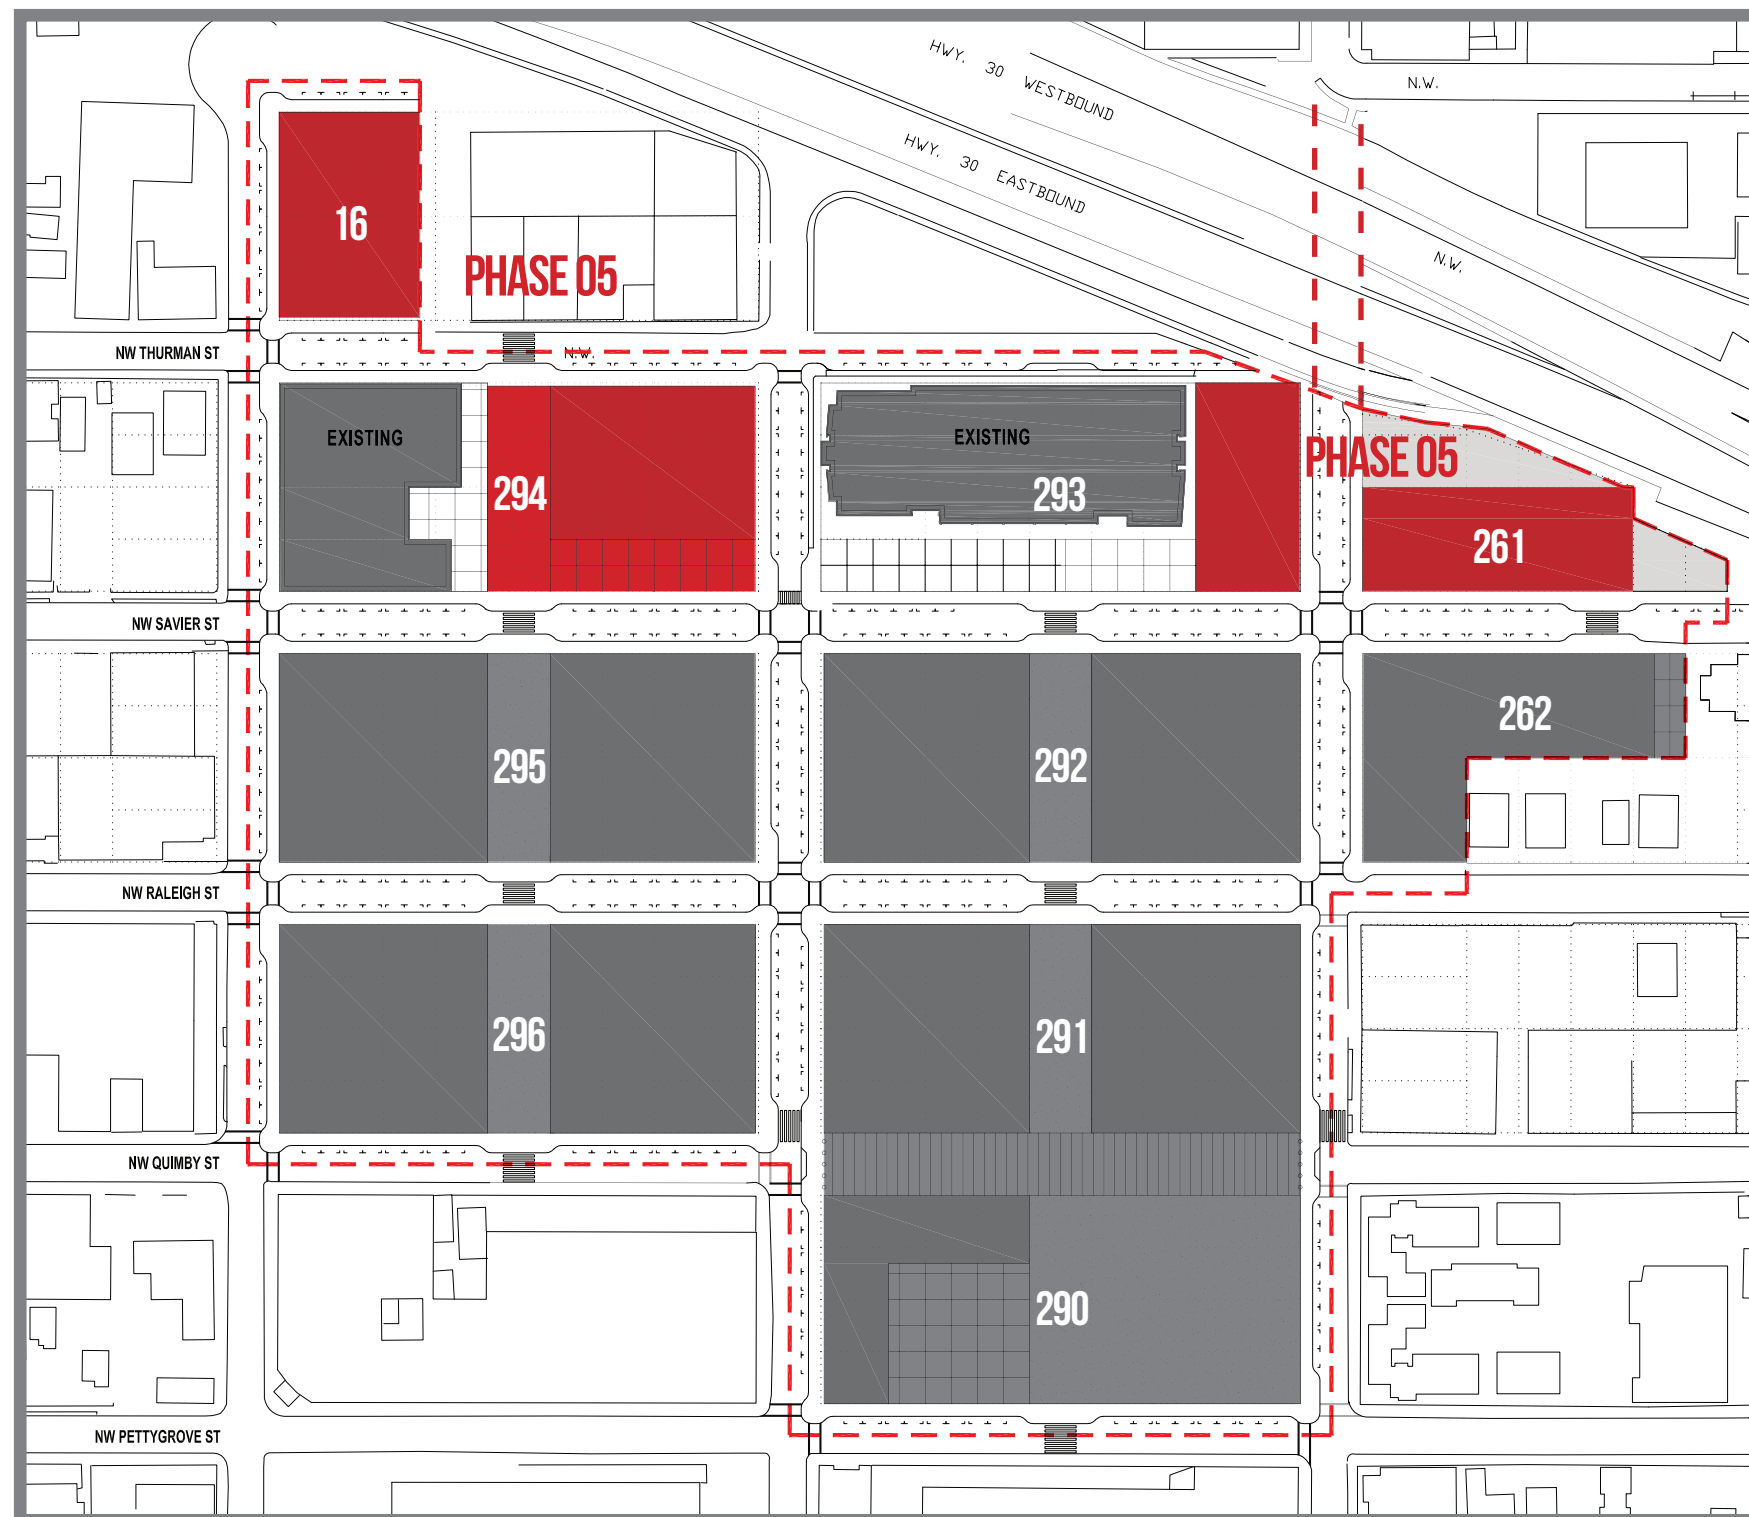 HWY. 30 WESTBOUND
N.W.
HWY. 30 EASTBOUND
16
N.W.
PHASE 05
NW THURMAN ST
N.W.
EXISTING
EXISTING
PHASE 05
294
293
261
NW SAVIER ST
262
295
292
NW RALEIGH ST
296
291
NW QUIMBY ST
290
NW PETTYGROVE ST